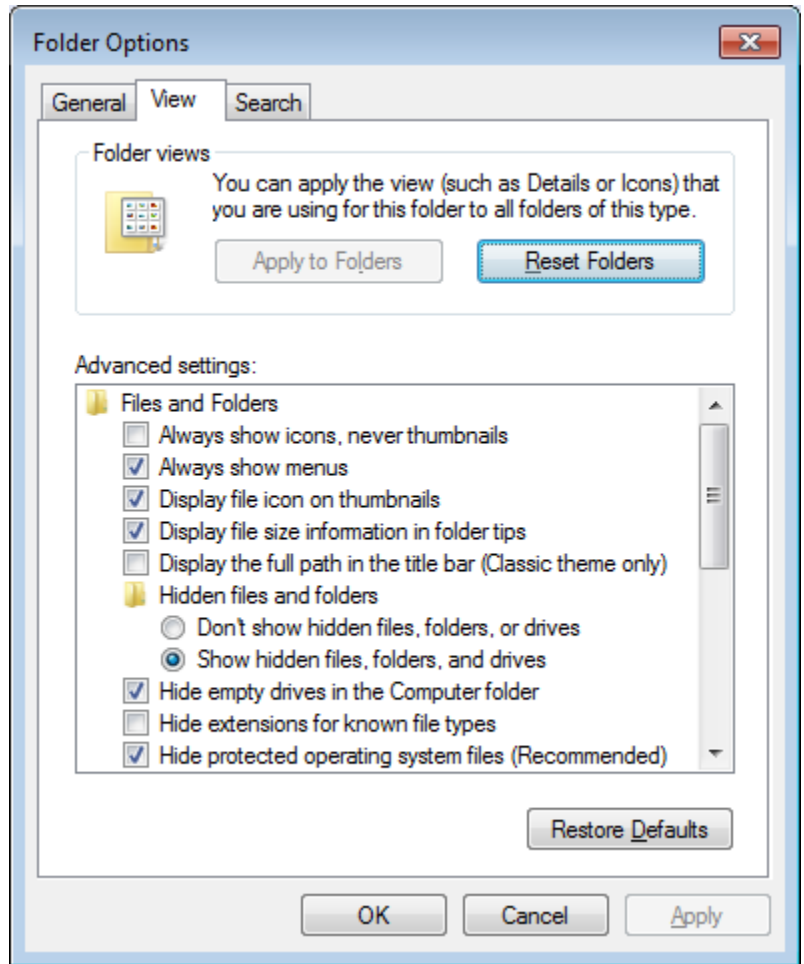 Folder Options
General View Search
Folder views
You can apply the view (such as Details or Icons) that
you are using for this folder to all folders of this type.
Apply to Folders Reset Folders
Advanced settings:
Files and Folders
Always show icons, never thumbnails
Always show menus
Display file icon on thumbnails
Display file size information in folder tips
Display the full path in the title bar (Classic theme only)
Hidden files and folders
Don't show hidden files, folders, or drives
Show hidden files, folders, and drives
Hide empty drives in the Computer folder
Hide extensions for known file types
Hide protected operating system files (Recommended)
Restore Defaults
OK Cancel Apply